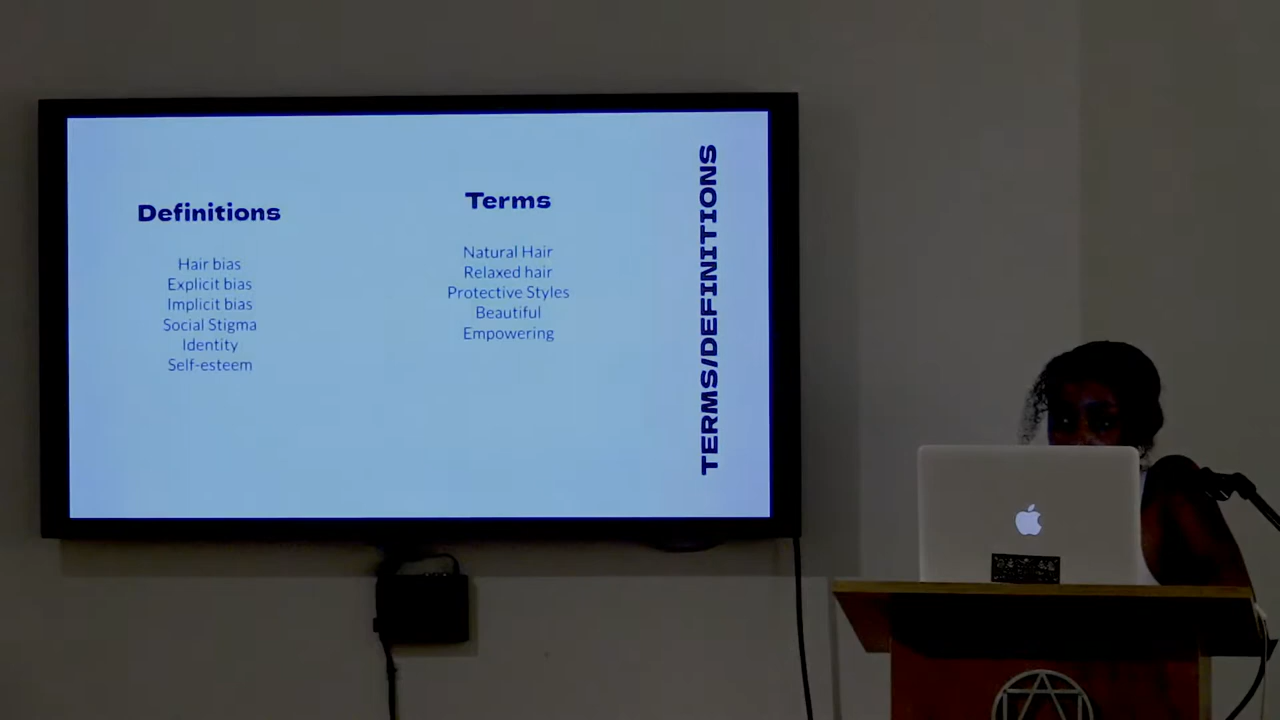 Definitions
Hair bias
Explicit bias
Implicit bias
Social Stigma
Identity
Self-esteem
Terms
Natural Hair
Relaxed hair
Protective Styles
Beautiful
Empowering
TERMS/DEFINITIONS